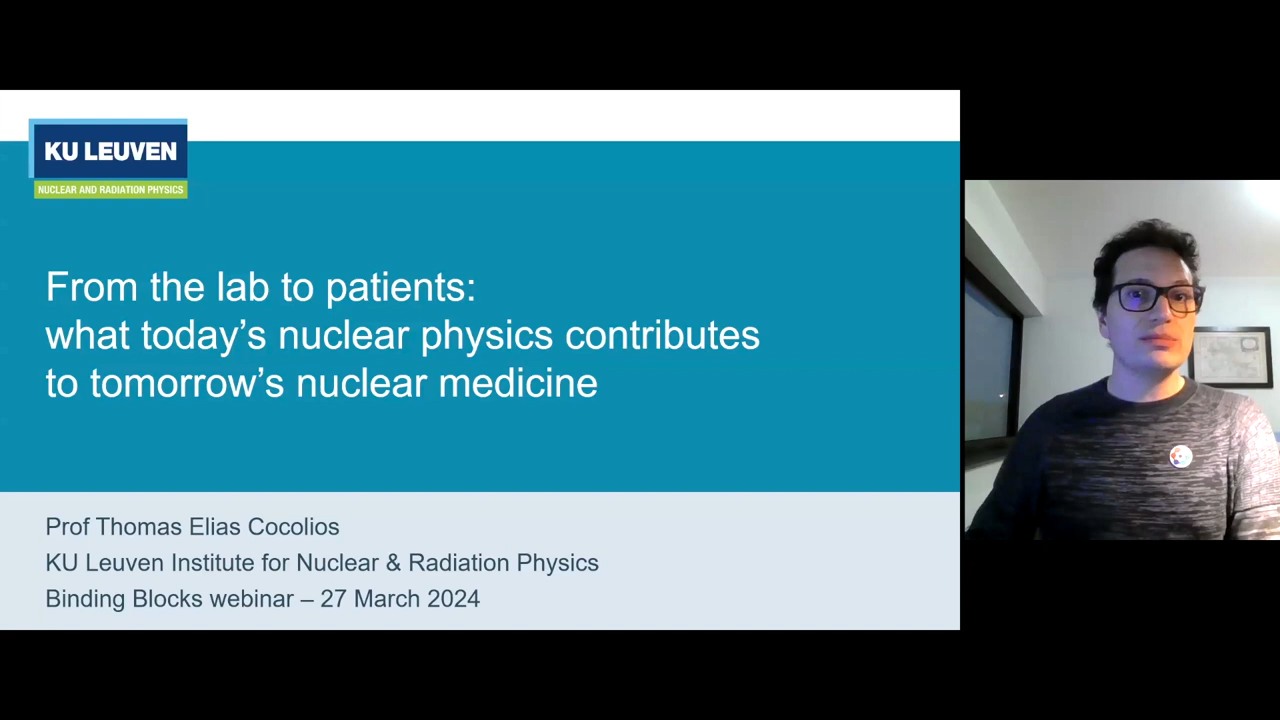 KU LEUVEN
NUCLEAR AND RADIATION PHYSICS
From the lab to patients:
what today’s nuclear physics contributes
to tomorrow’s nuclear medicine
Prof Thomas Elias Cocolios
KU Leuven Institute for Nuclear & Radiation Physics
Binding Blocks webinar – 27 March 2024